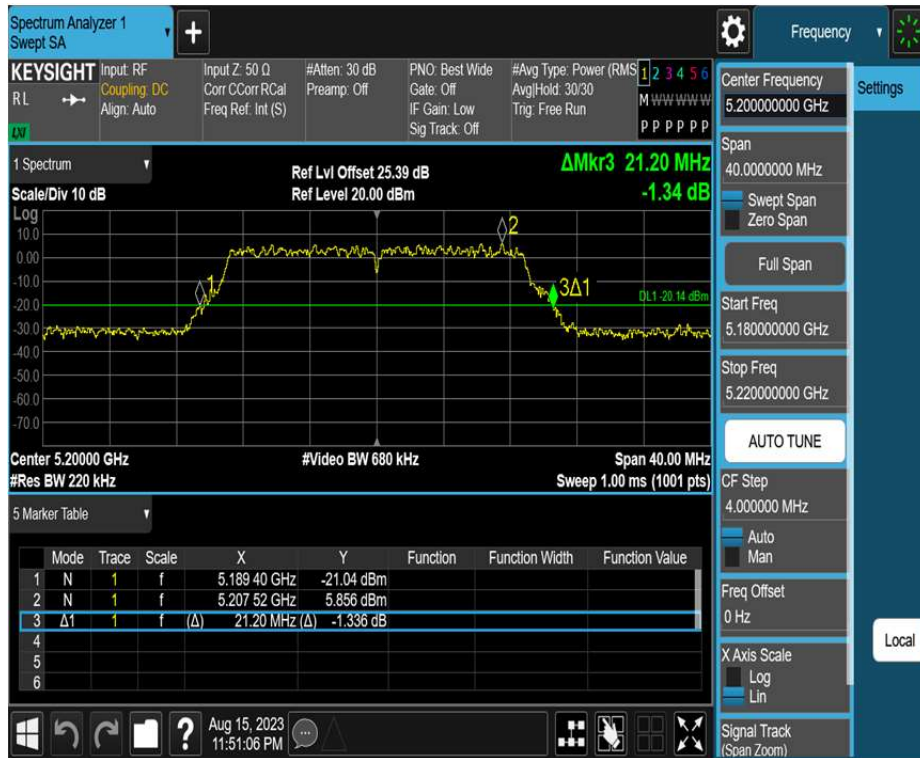 Spectrum Analyzer 1
Swept SA
+
Frequency
KEYSIGHT
RL
LXI
Input: RF
Coupling: DC
Align: Auto
Input Z: 50 Ω
Corr CCorr RCal
Freq Ref: Int (S)
#Atten: 30 dB
Preamp: Off
PNO: Best Wide
Gate: Off
IF Gain: Low
Sig Track: Off
#Avg Type: Power (RMS
Avg|Hold: 30/30
Trig: Free Run
1 2 3 4 5 6
M W W W W W
P P P P P P
1 Spectrum
Scale/Div 10 dB
Ref Lvl Offset 25.39 dB
Ref Level 20.00 dBm
ΔMkr3 21.20 MHz
-1.34 dB
Log
10.0
0.00
-10.0
-20.0
-30.0
-40.0
-50.0
-60.0
-70.0
1
2
3Δ1
DL1 -20.14 dBm
Center 5.20000 GHz
#Video BW 680 kHz
Span 40.00 MHz
#Res BW 220 kHz
Sweep 1.00 ms (1001 pts)
5 Marker Table
Mode Trace Scale X Y Function Function Width Function Value
1 N 1 f 5.189 40 GHz -21.04 dBm
2 N 1 f 5.207 52 GHz 5.856 dBm
3 Δ1 1 f (Δ) 21.20 MHz (Δ) -1.336 dB
4
5
6
?
Aug 15, 2023
11:51:06 PM
Center Frequency
5.200000000 GHz
Span
40.0000000 MHz
Swept Span
Zero Span
Full Span
Start Freq
5.180000000 GHz
Stop Freq
5.220000000 GHz
AUTO TUNE
CF Step
4.000000 MHz
Auto
Man
Freq Offset
0 Hz
X Axis Scale
Log
Lin
Signal Track
(Span Zoom)
Settings
Local